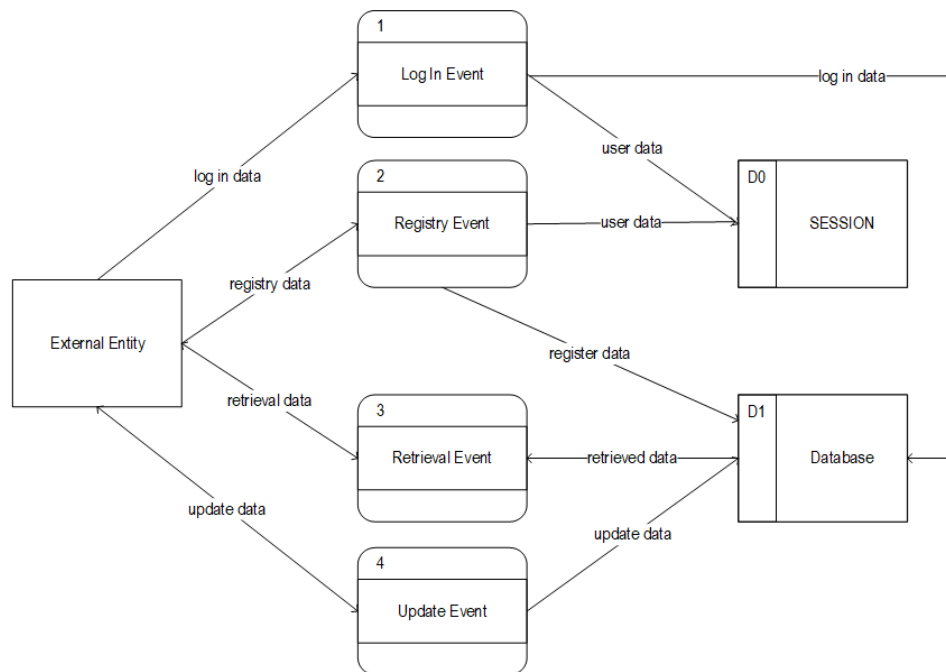 1
Log In Event
log in data
user data
log in data
2
D0
Registry Event
user data
SESSION
registry data
External Entity
register data
retrieval data
3
D1
Retrieval Event
retrieved data
Database
update data
update data
4
Update Event